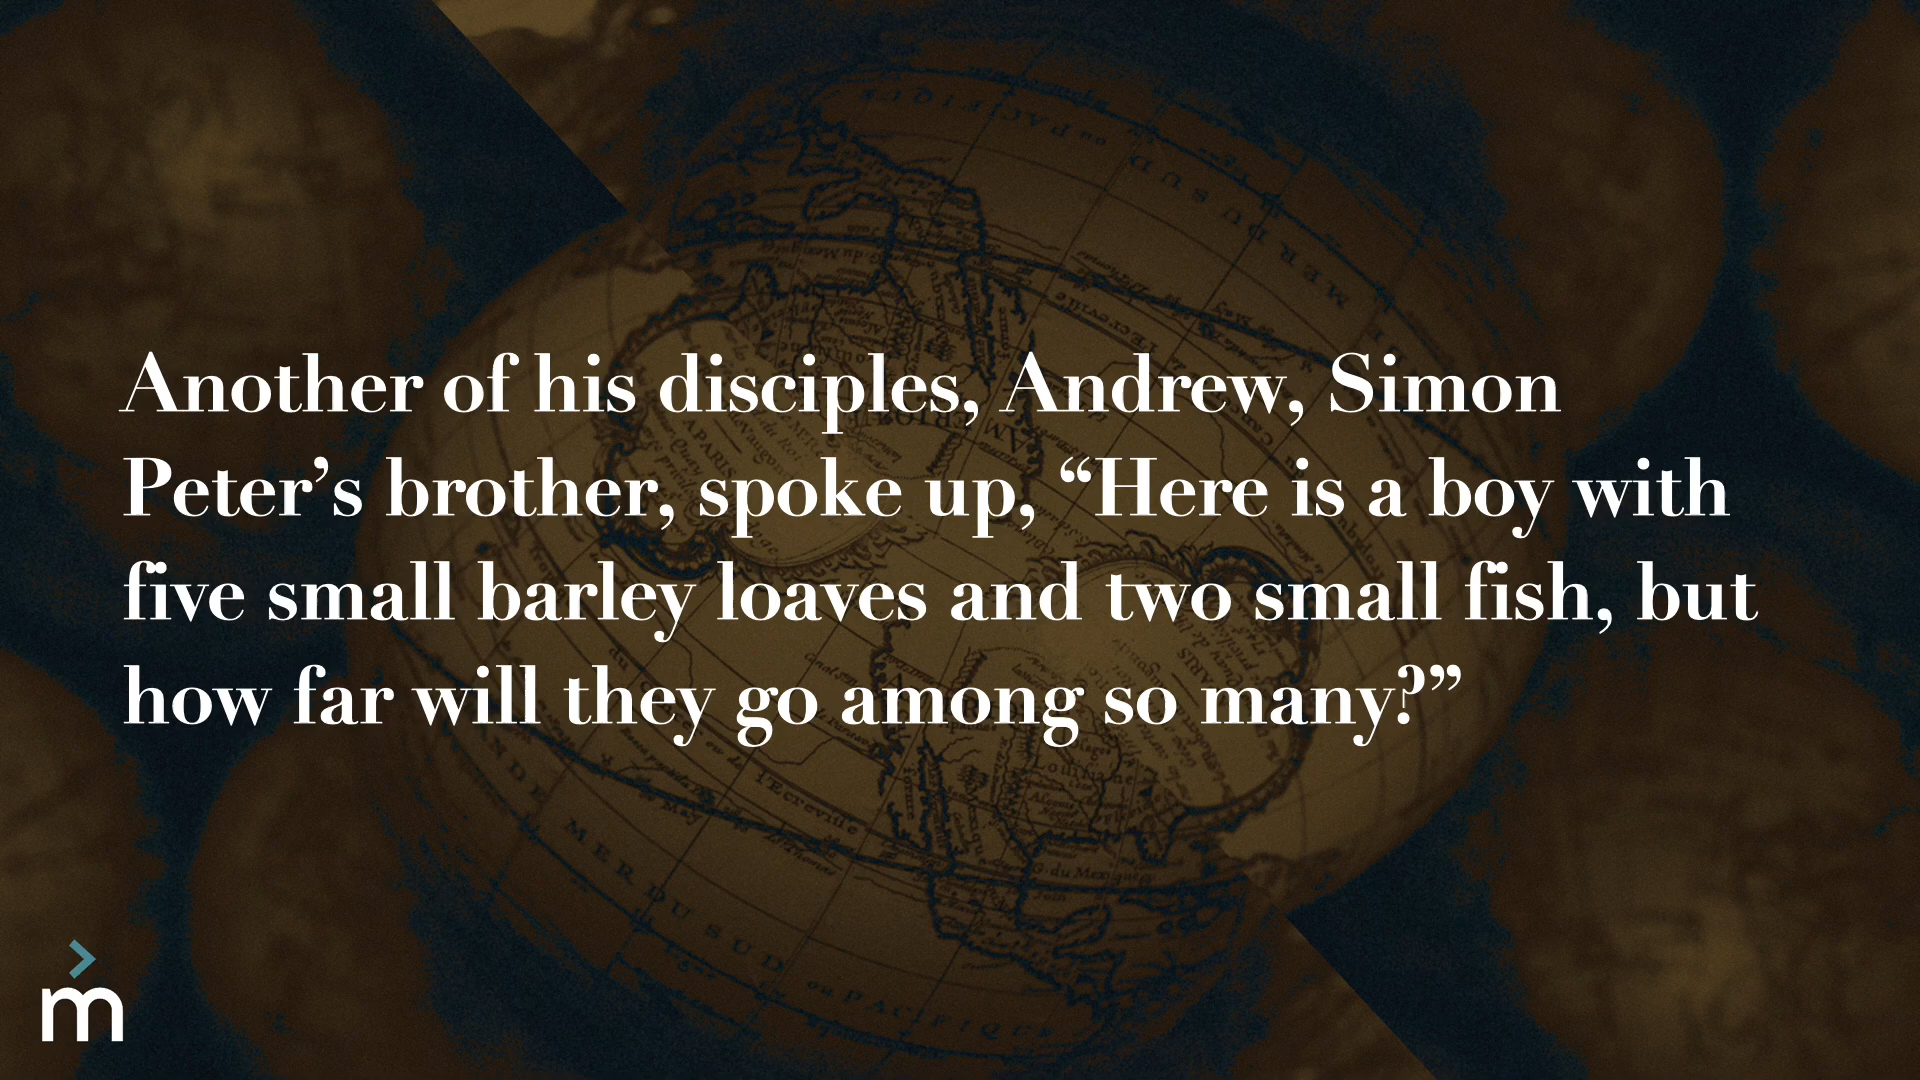 Another of his disciples, Andrew, Simon
Peter’s brother, spoke up, “Here is a boy with
five small barley loaves and two small fish, but
how far will they go among so many?”
m